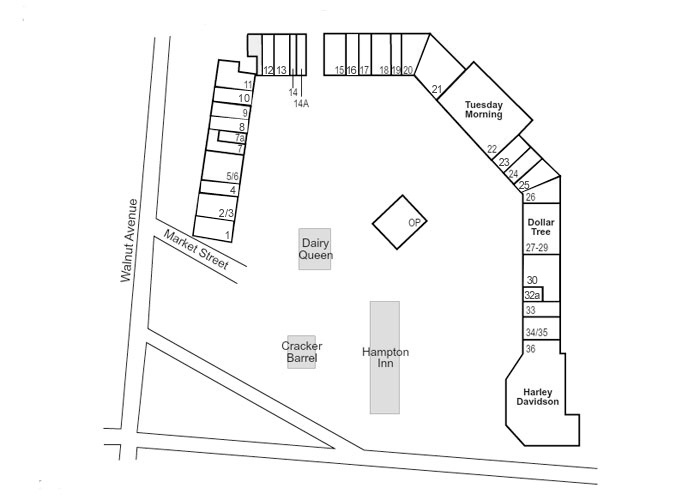 12
13
14
14A
15
16
17
18
19
20
11
10
9
8
7a
7
5/6
4
2/3
1
21
Tuesday
Morning
22
23
24
25
26
Dollar
Tree
27-29
30
32a
33
34/35
36
Harley
Davidson
OP
Walnut Avenue
Market Street
Dairy
Queen
Cracker
Barrel
Hampton
Inn